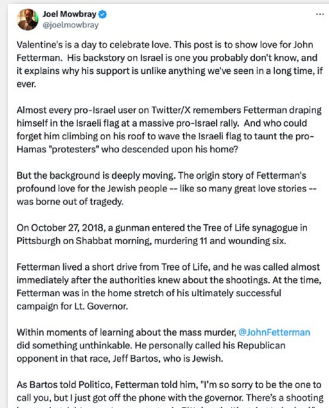 Joel Mowbray
@joelmowbray
Valentine's is a day to celebrate love. This post is to show love for John
Fetterman.  His backstory on Israel is one you probably don't know, and
it explains why his support is unlike anything we've seen in a long time, if
ever.
Almost every pro-Israel user on Twitter/X remembers Fetterman draping
himself in the Israeli flag at a massive pro-Israel rally.  And who could
forget him climbing on his roof to wave the Israeli flag to taunt the pro-
Hamas "protesters" who descended upon his home?
But the background is deeply moving. The origin story of Fetterman's
profound love for the Jewish people -- like so many great love stories --
was borne out of tragedy.
On October 27, 2018, a gunman entered the Tree of Life synagogue in
Pittsburgh on Shabbat morning, murdering 11 and wounding six.
Fetterman lived a short drive from Tree of Life, and he was called almost
immediately after the authorities knew about the shootings. At the time,
Fetterman was in the home stretch of his ultimately successful
campaign for Lt. Governor.
Within moments of learning about the mass murder, @JohnFetterman
did something unthinkable. He personally called his Republican
opponent in that race, Jeff Bartos, who is Jewish.
As Bartos told Politico, Fetterman told him, "I'm so sorry to be the one to
call you, but I just got off the phone with the governor. There's a shooting